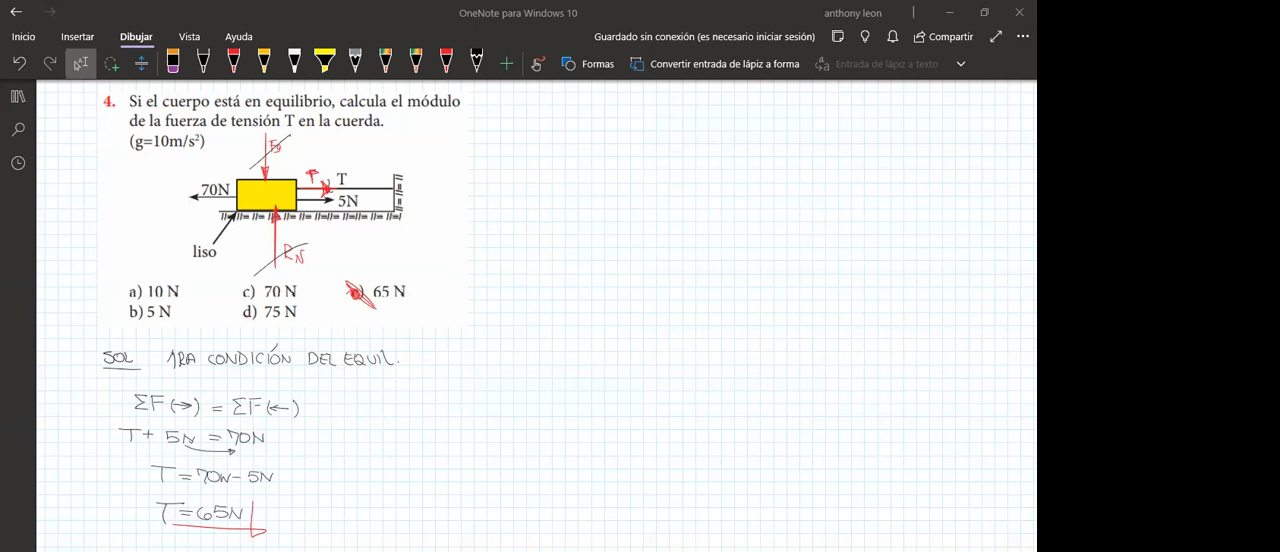 OneNote para Windows 10
anthony leon
Inicio Insertar Dibujar Vista Ayuda
Guardado sin conexión (es necesario iniciar sesión) Compartir
Formas Convertir entrada de lápiz a forma Entrada de lápiz a texto
4. Si el cuerpo está en equilibrio, calcula el módulo
de la fuerza de tensión T en la cuerda.
(g=10m/s²)
Fg
T
T
70N
5N
liso
RN
a) 10 N c) 70 N 65 N
b) 5 N d) 75 N
SOL 1RA CONDICIÓN DEL EQUIL.
ΣF(→) = ΣF(←)
T + 5N = 70N
T = 70N - 5N
T = 65N